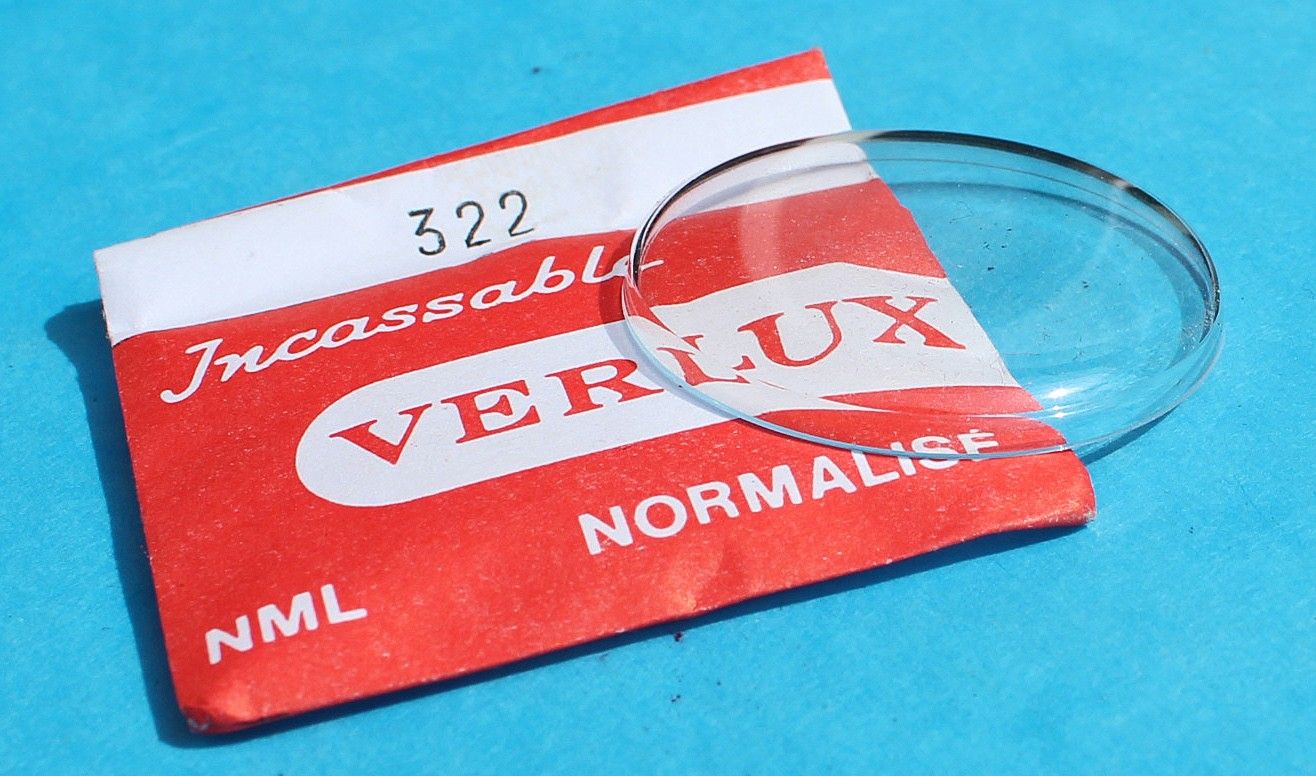 322
Incassable
VERLUX
NORMALISÉ
NML